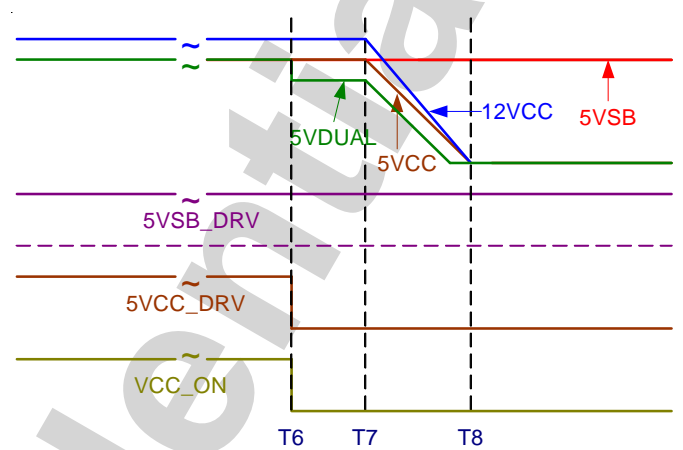 12VCC
5VSB
5VDUAL
5VCC
5VSB_DRV
5VCC_DRV
VCC_ON
T6 T7 T8